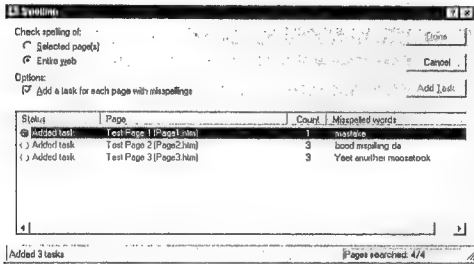 Spelling
Check spelling of:
Selected page(s)
Entire web
Options:
Add a task for each page with misspellings
Done
Cancel
Add Task
Status Page Count Misspelled words
Added task Test Page 1 (Page1.htm) 1 mastake
Added task Test Page 2 (Page2.htm) 3 bood mispiling da
Added task Test Page 3 (Page3.htm) 3 Yeet anuther moosetook
Added 3 tasks
Pages searched: 4/4